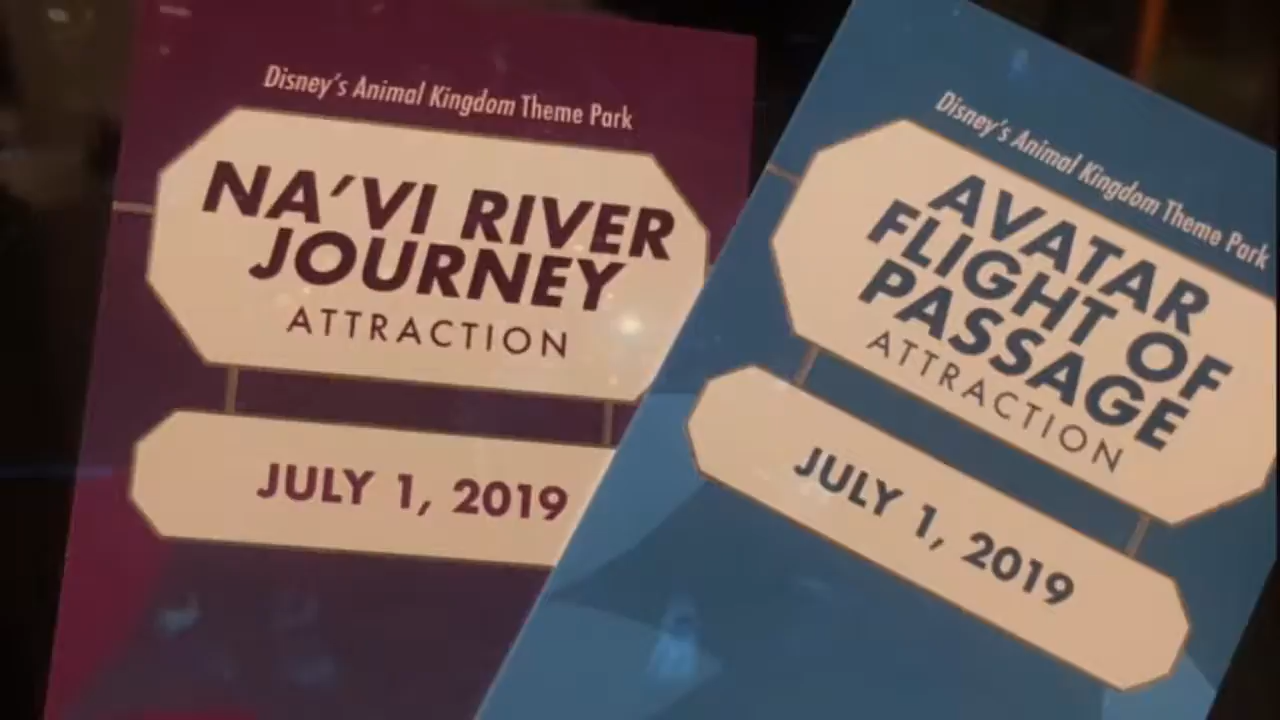 Disney's Animal Kingdom Theme Park
NA'VI RIVER
JOURNEY
ATTRACTION
JULY 1, 2019
Disney's Animal Kingdom Theme Park
AVATAR
FLIGHT OF
PASSAGE
ATTRACTION
JULY 1, 2019